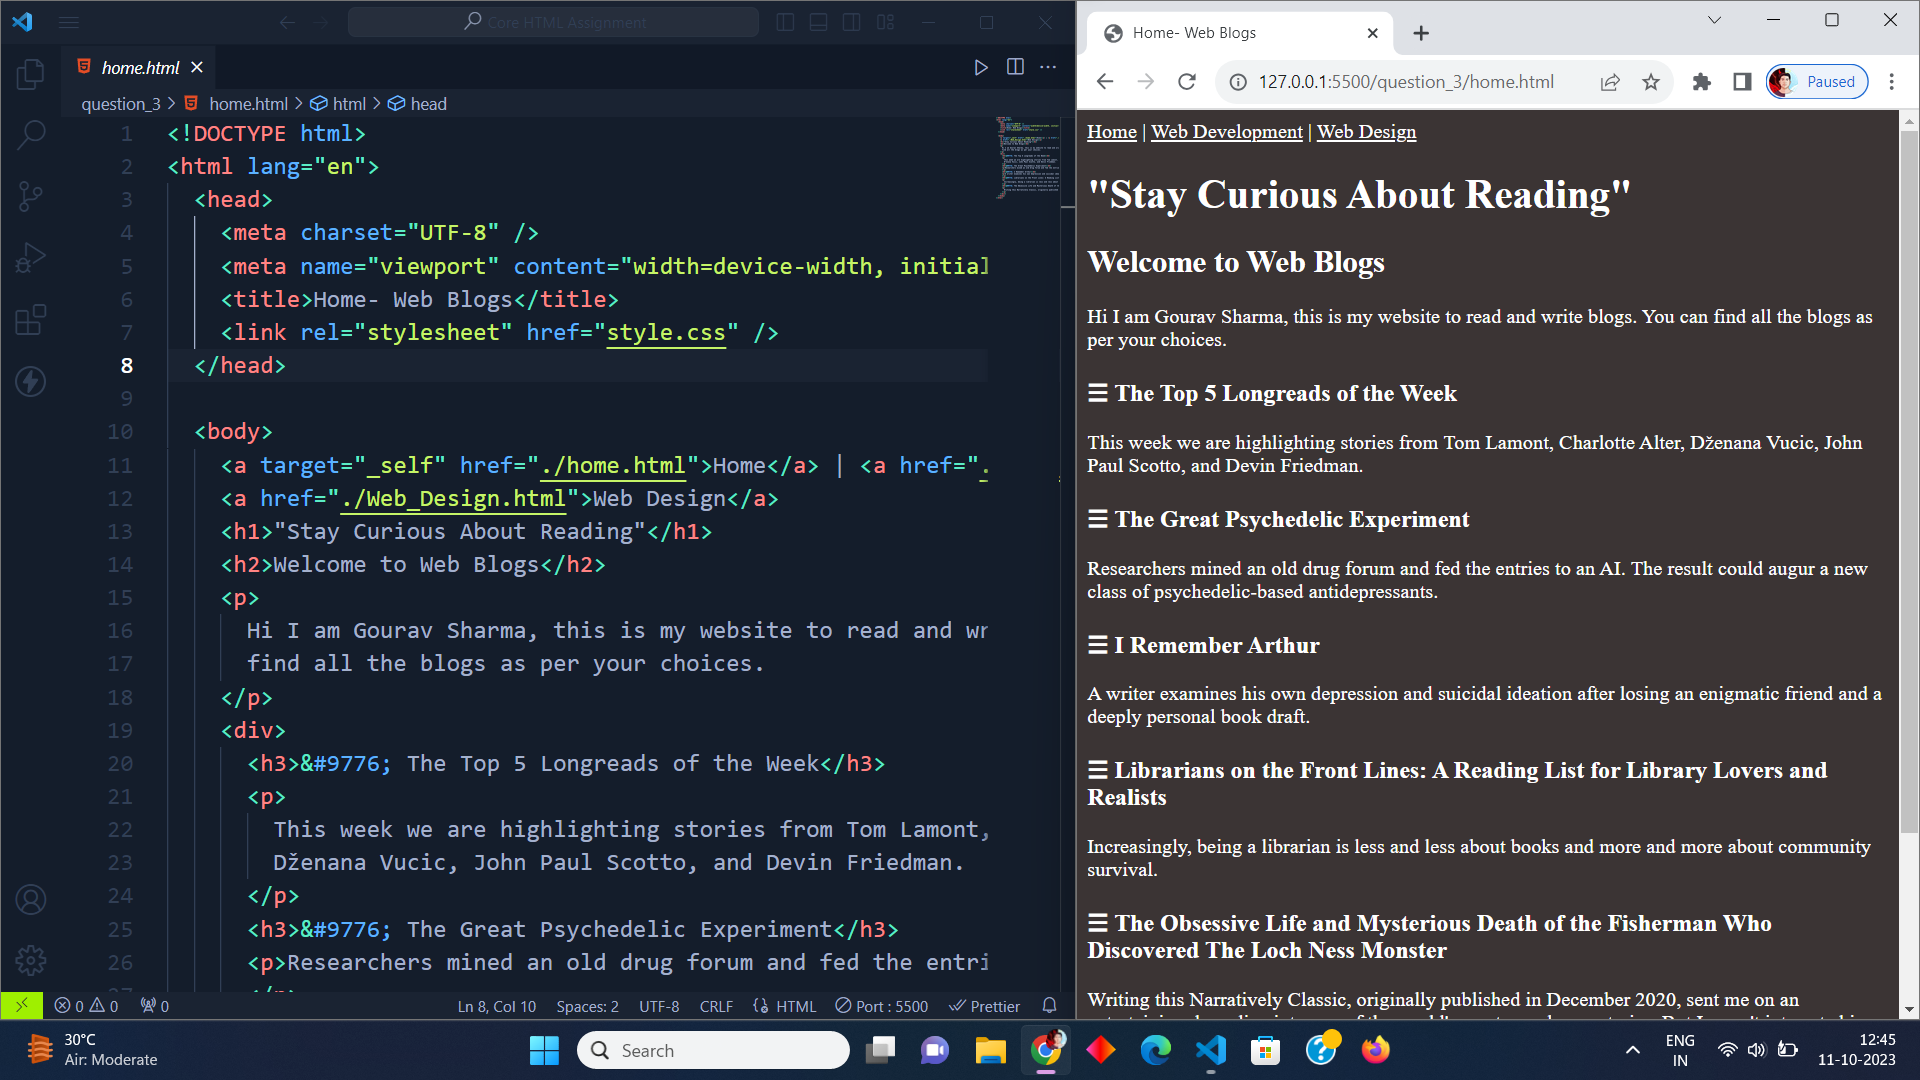 Core HTML Assignment
home.html
question_3 > home.html > html > head
1 <!DOCTYPE html>
2 <html lang="en">
3 <head>
4 <meta charset="UTF-8" />
5 <meta name="viewport" content="width=device-width, initial
6 <title>Home- Web Blogs</title>
7 <link rel="stylesheet" href="style.css" />
8 </head>
9
10 <body>
11 <a target="_self" href="./home.html">Home</a> | <a href=".
12 <a href="./Web_Design.html">Web Design</a>
13 <h1>"Stay Curious About Reading"</h1>
14 <h2>Welcome to Web Blogs</h2>
15 <p>
16 Hi I am Gourav Sharma, this is my website to read and wr
17 find all the blogs as per your choices.
18 </p>
19 <div>
20 <h3>&#9776; The Top 5 Longreads of the Week</h3>
21 <p>
22 This week we are highlighting stories from Tom Lamont,
23 Dženana Vucic, John Paul Scotto, and Devin Friedman.
24 </p>
25 <h3>&#9776; The Great Psychedelic Experiment</h3>
26 <p>Researchers mined an old drug forum and fed the entri
0 0 0 Ln 8, Col 10 Spaces: 2 UTF-8 CRLF HTML Port : 5500 Prettier
Home- Web Blogs
127.0.0.1:5500/question_3/home.html Paused
Home | Web Development | Web Design
"Stay Curious About Reading"
Welcome to Web Blogs
Hi I am Gourav Sharma, this is my website to read and write blogs. You can find all the blogs as
per your choices.
☰ The Top 5 Longreads of the Week
This week we are highlighting stories from Tom Lamont, Charlotte Alter, Dženana Vucic, John
Paul Scotto, and Devin Friedman.
☰ The Great Psychedelic Experiment
Researchers mined an old drug forum and fed the entries to an AI. The result could augur a new
class of psychedelic-based antidepressants.
☰ I Remember Arthur
A writer examines his own depression and suicidal ideation after losing an enigmatic friend and a
deeply personal book draft.
☰ Librarians on the Front Lines: A Reading List for Library Lovers and
Realists
Increasingly, being a librarian is less and less about books and more and more about community
survival.
☰ The Obsessive Life and Mysterious Death of the Fisherman Who
Discovered The Loch Ness Monster
Writing this Narratively Classic, originally published in December 2020, sent me on an
30°C
Air: Moderate
Search
ENG
IN
12:45
11-10-2023